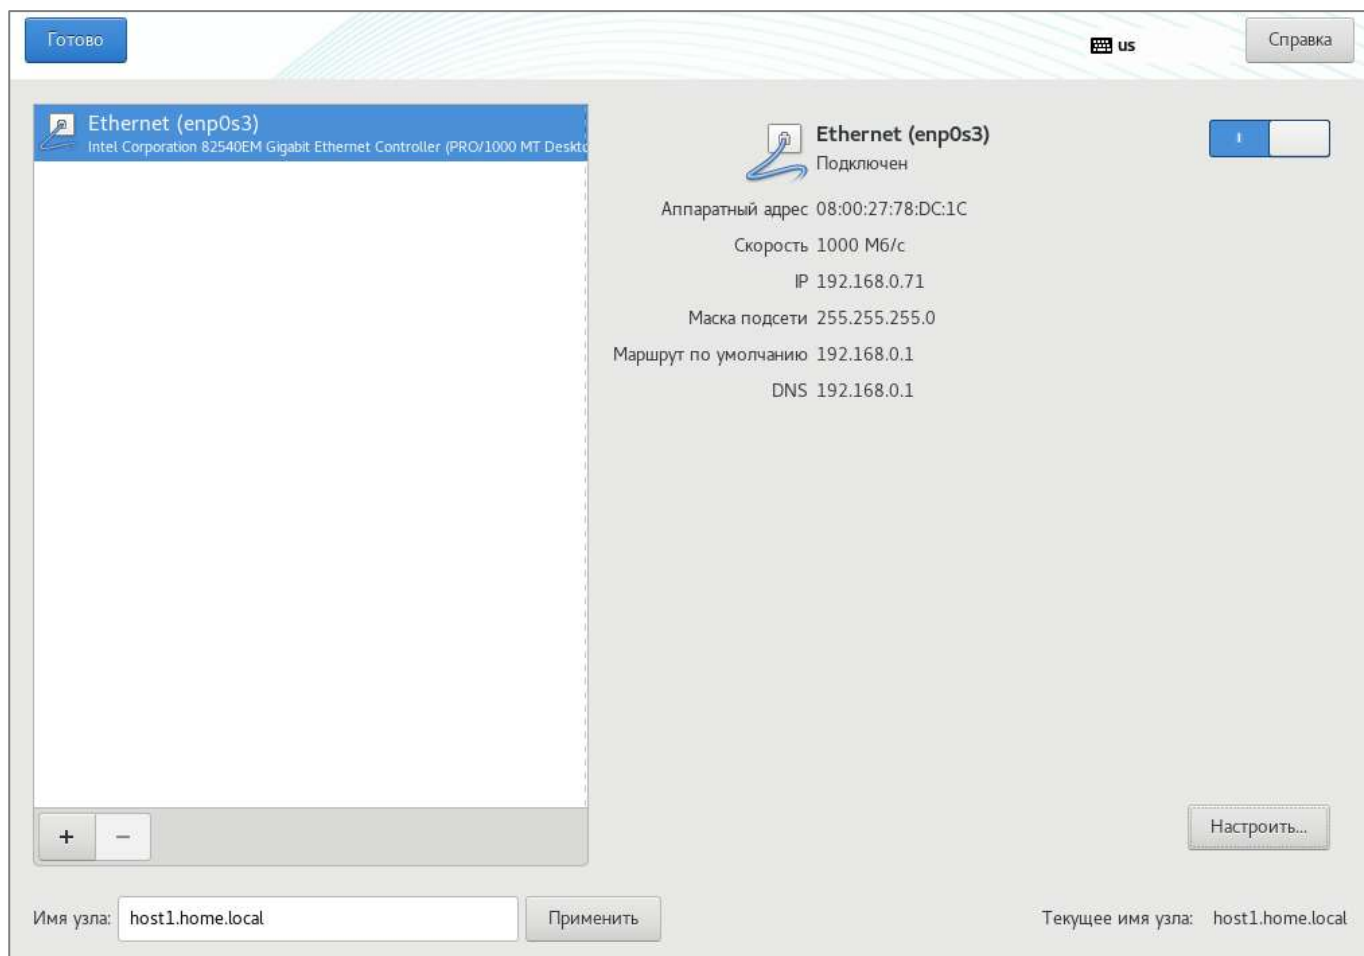 Готово
us
Справка
Ethernet (enp0s3)
Intel Corporation 82540EM Gigabit Ethernet Controller (PRO/1000 MT Deskto
Ethernet (enp0s3)
Подключен
Аппаратный адрес 08:00:27:78:DC:1C
Скорость 1000 Мб/с
IP 192.168.0.71
Маска подсети 255.255.255.0
Маршрут по умолчанию 192.168.0.1
DNS 192.168.0.1
+ −
Настроить...
Имя узла: host1.home.local Применить Текущее имя узла: host1.home.local